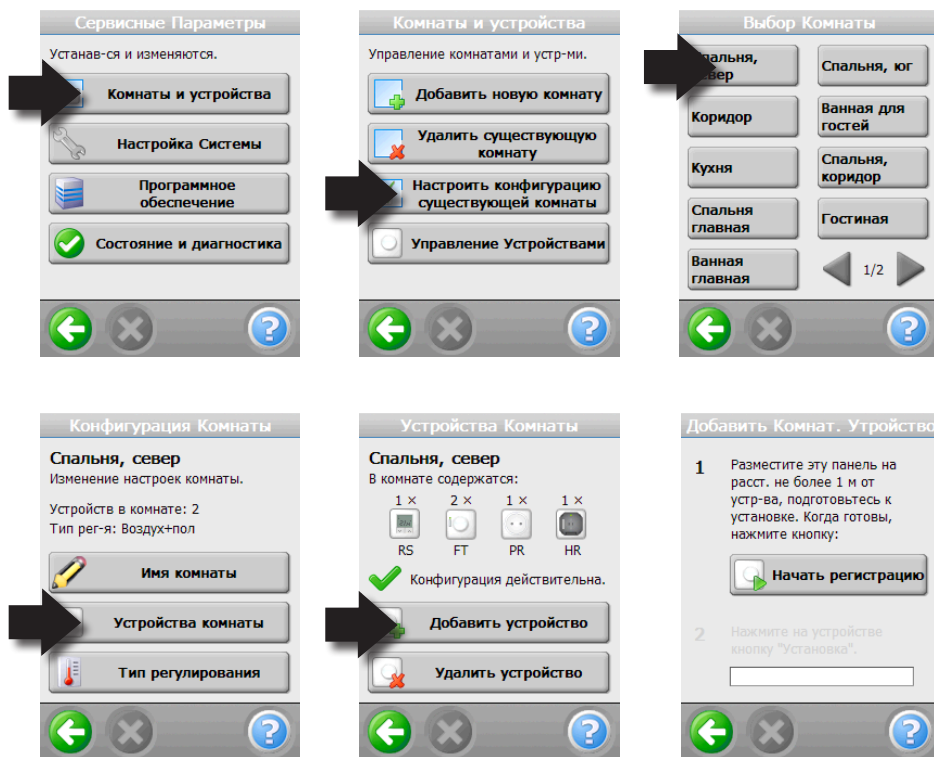 Сервисные Параметры
Устанав-ся и изменяются.
Комнаты и устройства
Настройка Системы
Программное
обеспечение
Состояние и диагностика
Комнаты и устройства
Управление комнатами и устр-ми.
Добавить новую комнату
Удалить существующую
комнату
Настроить конфигурацию
существующей комнаты
Управление Устройствами
Выбор Комнаты
Спальня, юг
Коридор
Ванная для
гостей
Кухня
Спальня,
коридор
Спальня
главная
Гостиная
Ванная
главная
1/2
Конфигурация Комнаты
Спальня, север
Изменение настроек комнаты.
Устройств в комнате: 2
Тип рег-я: Воздух+пол
Имя комнаты
Устройства комнаты
Тип регулирования
Устройства Комнаты
Спальня, север
В комнате содержатся:
1 × 2 × 1 × 1 ×
RS FT PR HR
Конфигурация действительна.
Добавить устройство
Удалить устройство
Добавить Комнат. Утройство
1 Разместите эту панель на
расст. не более 1 м от
устр-ва, подготовьтесь к
установке. Когда готовы,
нажмите кнопку:
Начать регистрацию
2 Нажмите на устройстве
кнопку "Установка".